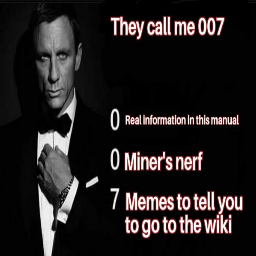 They call me 007
0 Real information in this manual
0 Miner's nerf
7 Memes to tell you
to go to the wiki